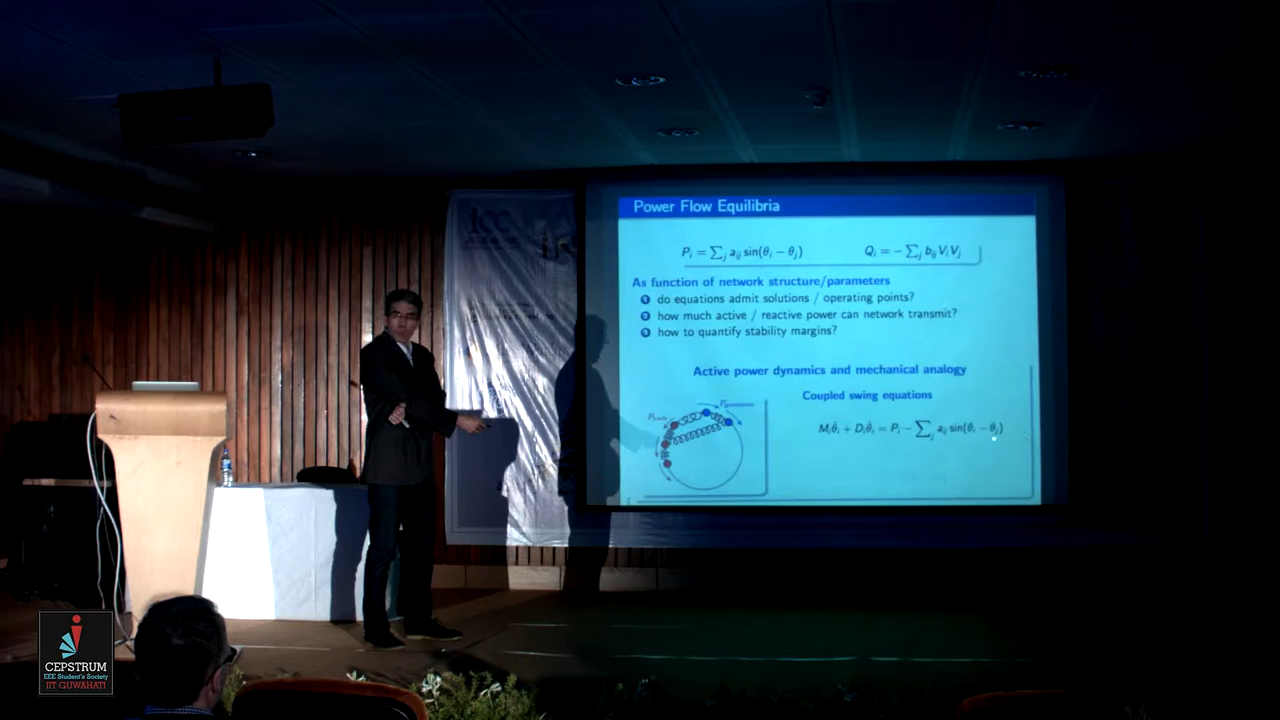 Power Flow Equilibria
P_i = ∑_j a_ij sin(θ_i − θ_j)    Q_i = − ∑_j b_ij V_i V_j
As function of network structure/parameters
1 do equations admit solutions / operating points?
2 how much active / reactive power can network transmit?
3 how to quantify stability margins?
Active power dynamics and mechanical analogy
Coupled swing equations
M_i θ̈_i + D_i θ̇_i = P_i − ∑_j a_ij sin(θ_i − θ_j)
ice
CEPSTRUM
EEE Student's Society
IIT GUWAHATI